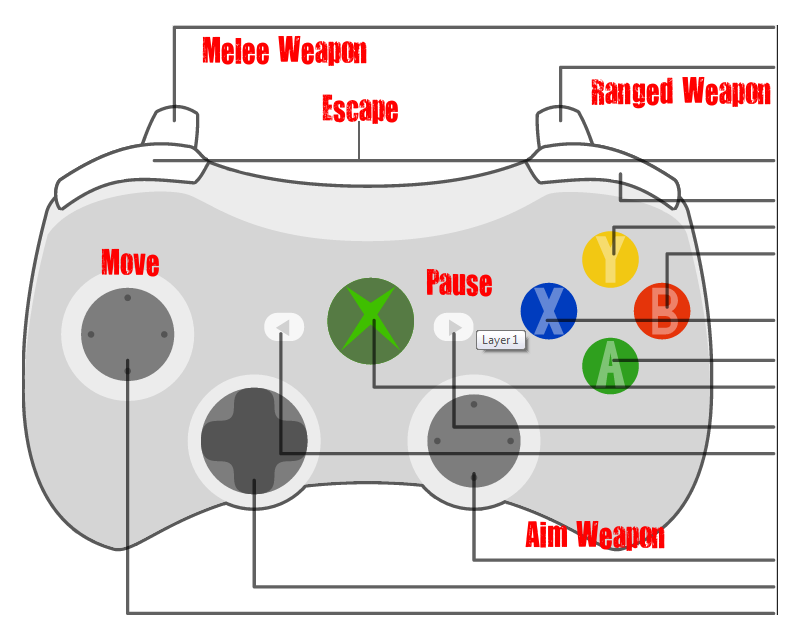 Melee Weapon
Ranged Weapon
Escape
Move
Pause
Y
X
B
Layer 1
A
Aim Weapon